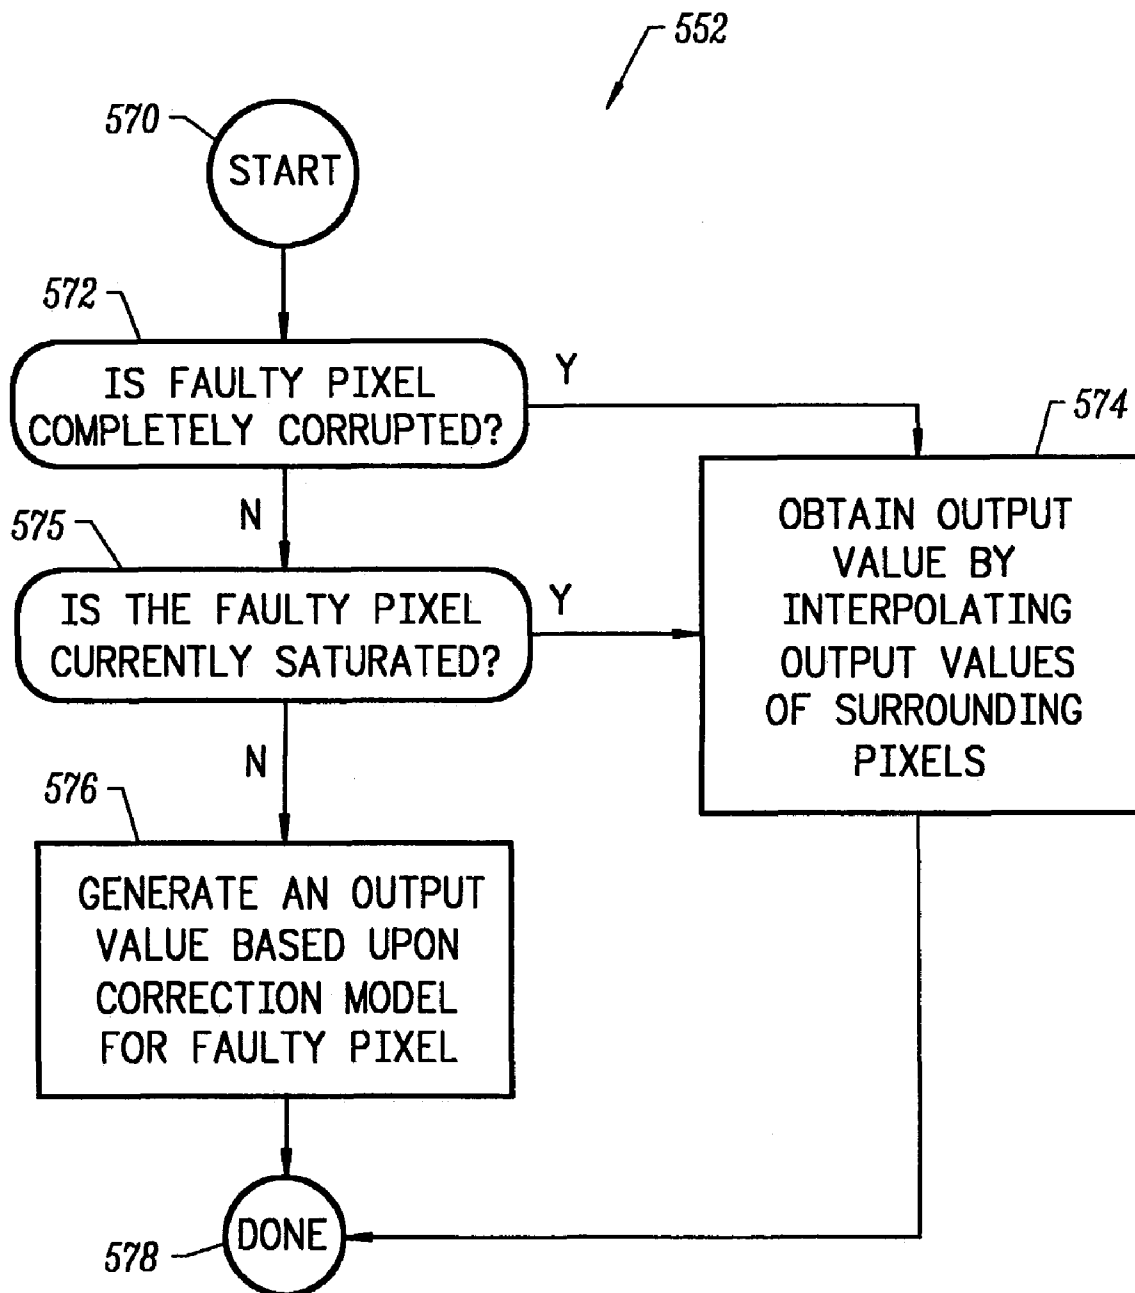 552
570
START
572
IS FAULTY PIXEL
COMPLETELY CORRUPTED?
Y
574
N
OBTAIN OUTPUT
VALUE BY
INTERPOLATING
OUTPUT VALUES
OF SURROUNDING
PIXELS
575
IS THE FAULTY PIXEL
CURRENTLY SATURATED?
Y
N
576
GENERATE AN OUTPUT
VALUE BASED UPON
CORRECTION MODEL
FOR FAULTY PIXEL
DONE
578